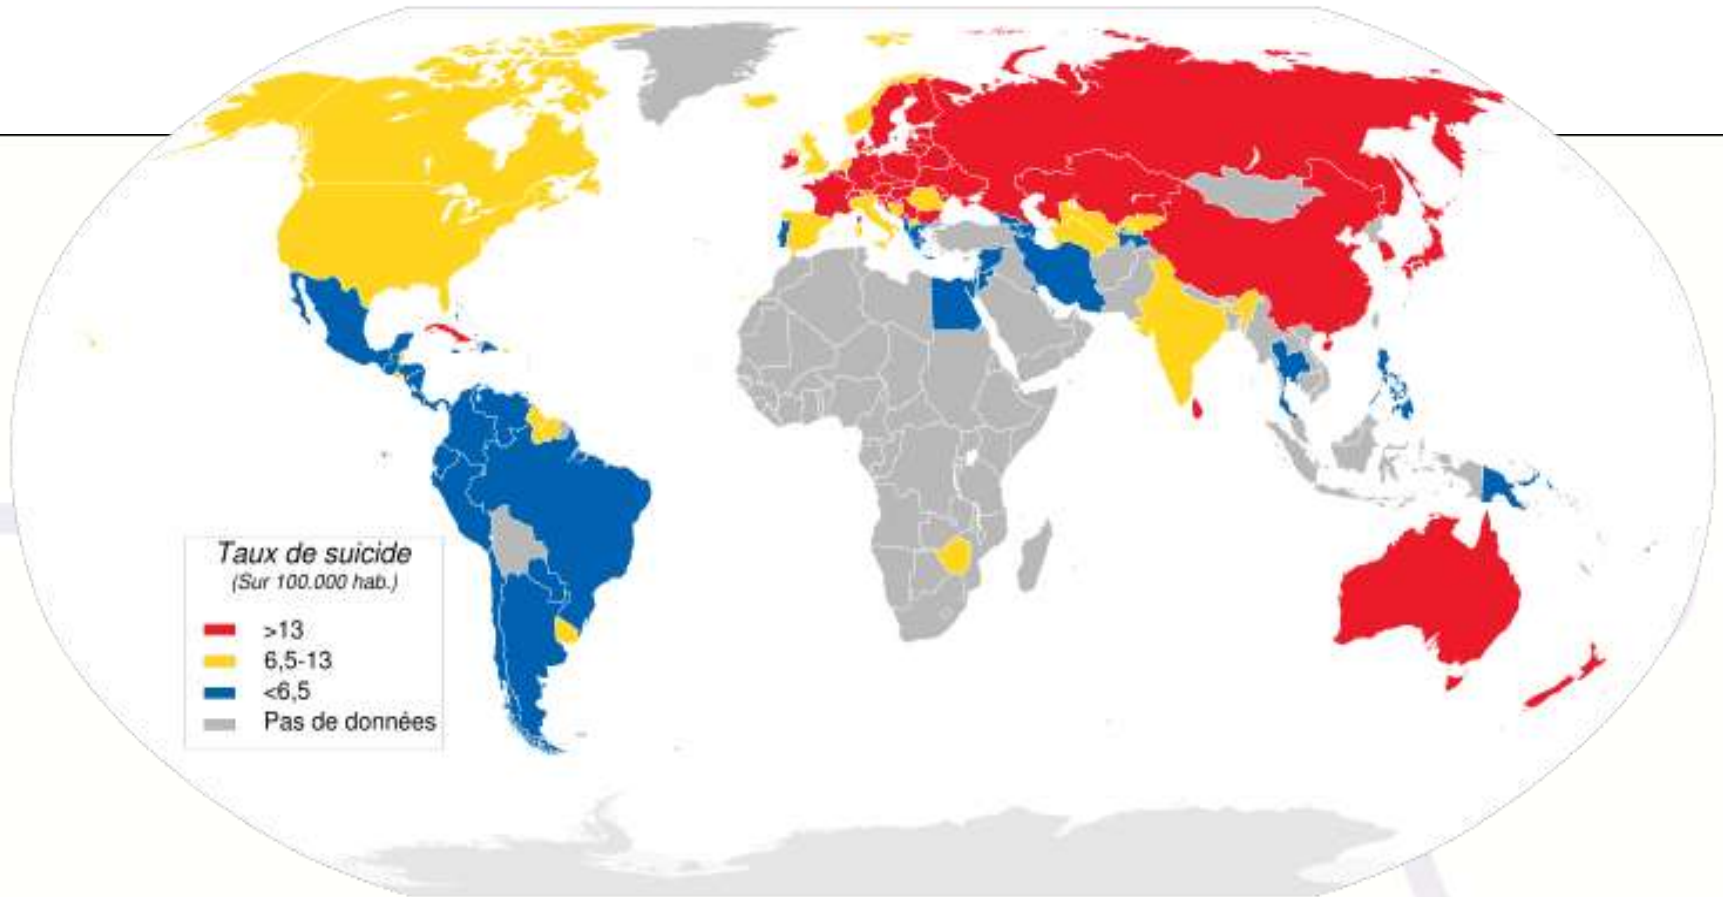 Taux de suicide
(Sur 100.000 hab.)
>13
6,5-13
<6,5
Pas de données